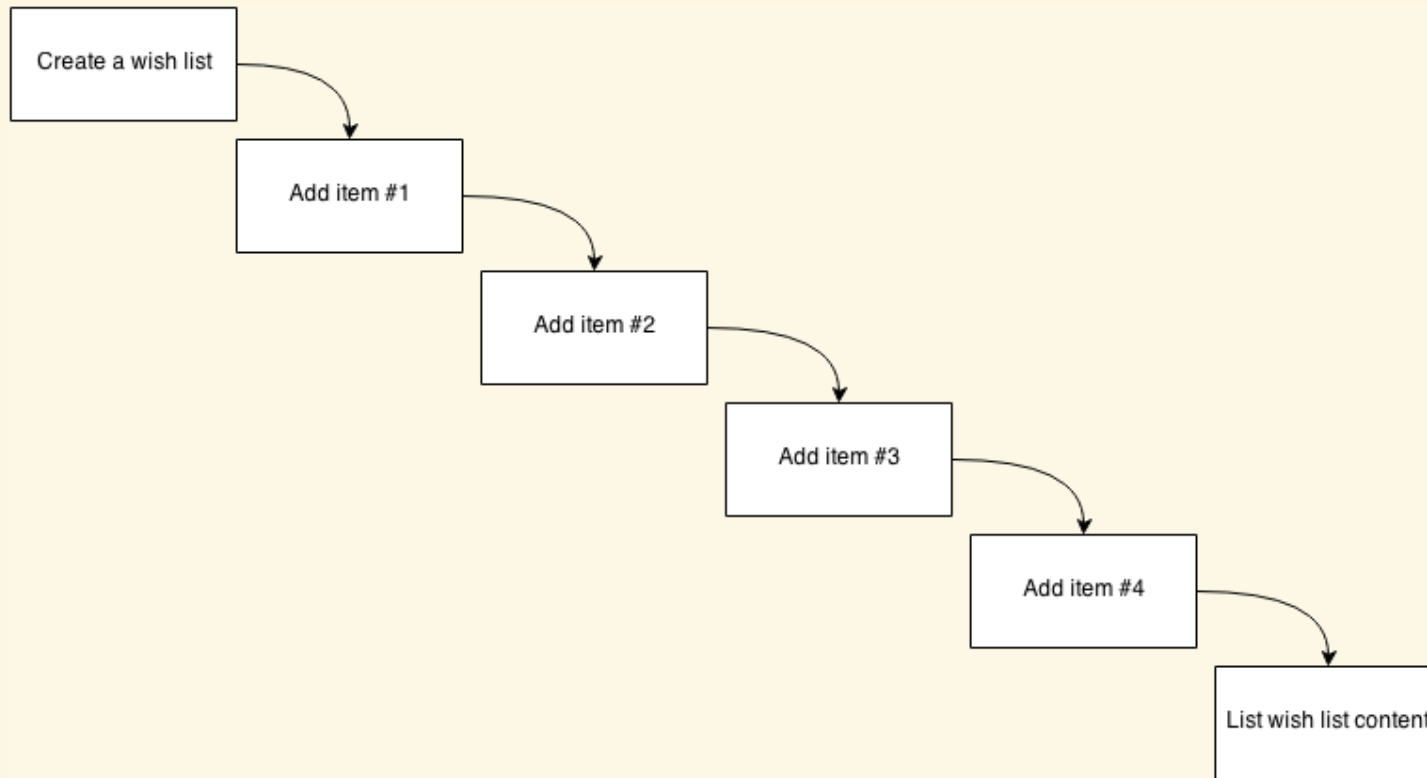 Create a wish list
Add item #1
Add item #2
Add item #3
Add item #4
List wish list content